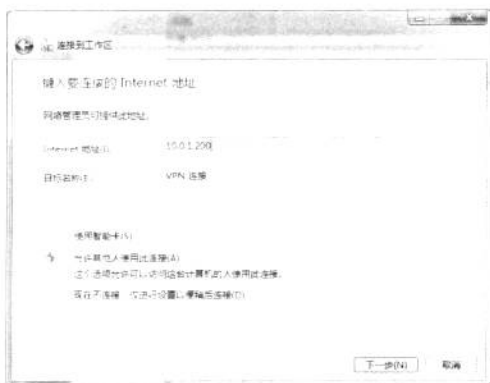 连接到工作区
键入要连接的 Internet 地址
网络管理员可提供此地址。
Internet 地址(I):
10.0.1.200
目标名称(E):
VPN 连接
使用智能卡(S)
允许其他人使用此连接(A)
这个选项允许可以访问这台计算机的人使用此连接。
现在不连接；仅进行设置以便稍后连接(D)
下一步(N)
取消